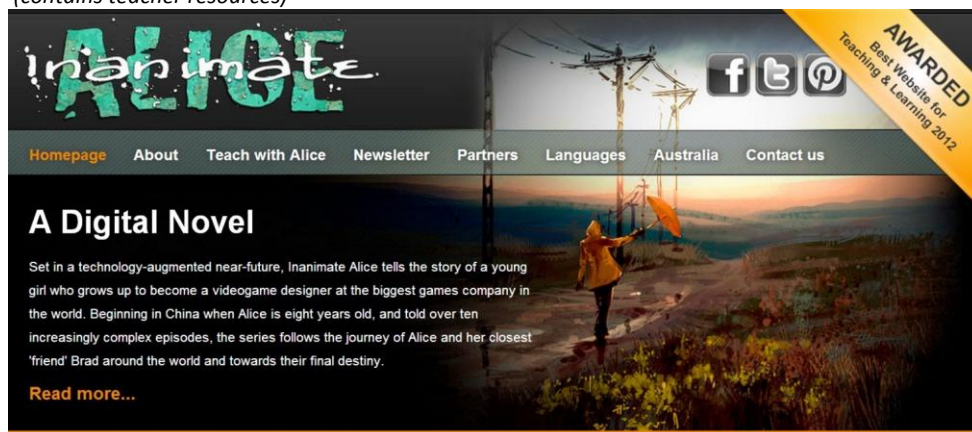 (contains teacher resources)
Inanimate
ALICE
AWARDED
Best Website for
Teaching & Learning 2012
f t p
Homepage About Teach with Alice Newsletter Partners Languages Australia Contact us
A Digital Novel
Set in a technology-augmented near-future, Inanimate Alice tells the story of a young
girl who grows up to become a videogame designer at the biggest games company in
the world. Beginning in China when Alice is eight years old, and told over ten
increasingly complex episodes, the series follows the journey of Alice and her closest
'friend' Brad around the world and towards their final destiny.
Read more...